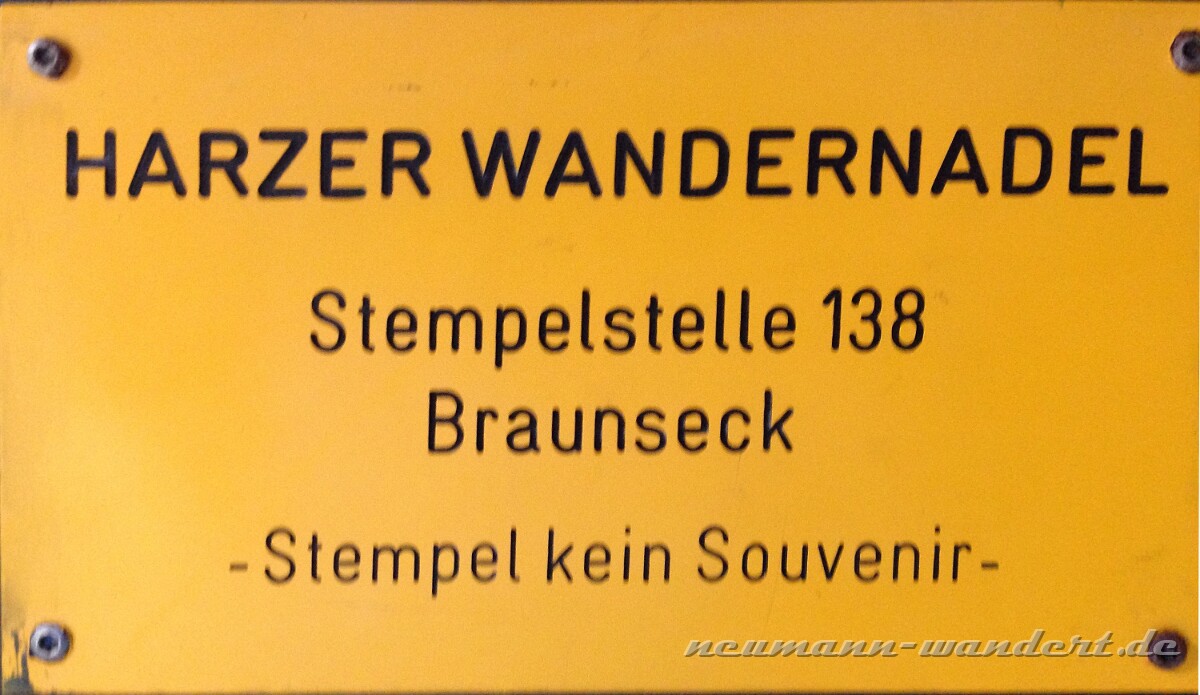 HARZER WANDERNADEL
Stempelstelle 138
Braunseck
-Stempel kein Souvenir-
neumann-wandert.de